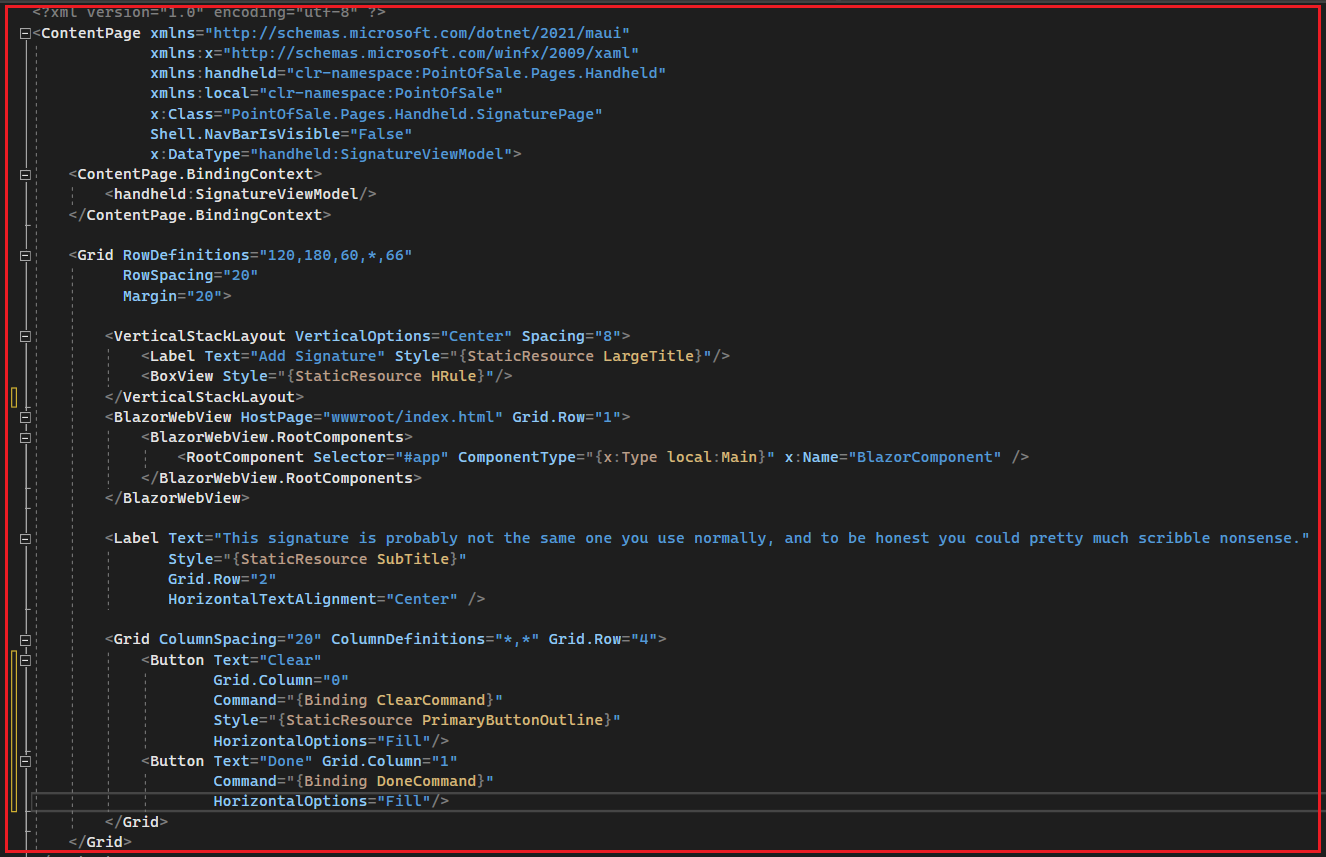 <?xml version="1.0" encoding="utf-8" ?>
<ContentPage xmlns="http://schemas.microsoft.com/dotnet/2021/maui"
             xmlns:x="http://schemas.microsoft.com/winfx/2009/xaml"
             xmlns:handheld="clr-namespace:PointOfSale.Pages.Handheld"
             xmlns:local="clr-namespace:PointOfSale"
             x:Class="PointOfSale.Pages.Handheld.SignaturePage"
             Shell.NavBarIsVisible="False"
             x:DataType="handheld:SignatureViewModel">
    <ContentPage.BindingContext>
        <handheld:SignatureViewModel/>
    </ContentPage.BindingContext>

    <Grid RowDefinitions="120,180,60,*,66"
          RowSpacing="20"
          Margin="20">

        <VerticalStackLayout VerticalOptions="Center" Spacing="8">
            <Label Text="Add Signature" Style="{StaticResource LargeTitle}"/>
            <BoxView Style="{StaticResource HRule}"/>
        </VerticalStackLayout>
        <BlazorWebView HostPage="wwwroot/index.html" Grid.Row="1">
            <BlazorWebView.RootComponents>
                <RootComponent Selector="#app" ComponentType="{x:Type local:Main}" x:Name="BlazorComponent" />
            </BlazorWebView.RootComponents>
        </BlazorWebView>

        <Label Text="This signature is probably not the same one you use normally, and to be honest you could pretty much scribble nonsense."
               Style="{StaticResource SubTitle}"
               Grid.Row="2"
               HorizontalTextAlignment="Center" />

        <Grid ColumnSpacing="20" ColumnDefinitions="*,*" Grid.Row="4">
            <Button Text="Clear"
                    Grid.Column="0"
                    Command="{Binding ClearCommand}"
                    Style="{StaticResource PrimaryButtonOutline}"
                    HorizontalOptions="Fill"/>
            <Button Text="Done" Grid.Column="1"
                    Command="{Binding DoneCommand}"
                    HorizontalOptions="Fill"/>
        </Grid>
    </Grid>